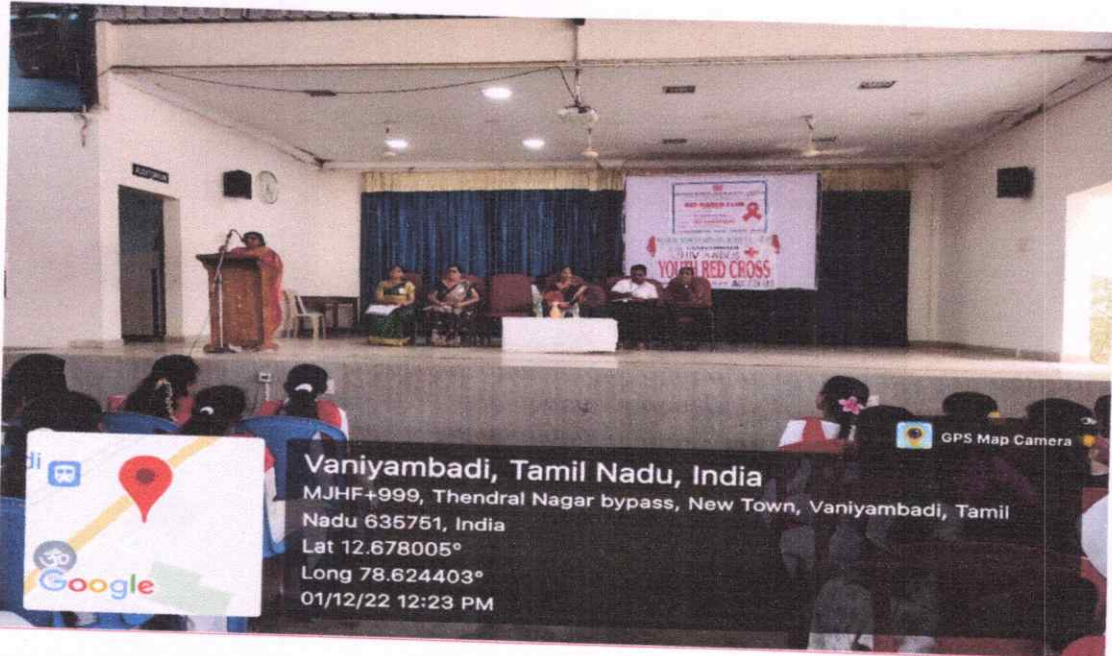 AUDITORIUM
RED RIBBON CLUB
YOUTH RED CROSS
GPS Map Camera
Vaniyambadi, Tamil Nadu, India
MJHF+999, Thendral Nagar bypass, New Town, Vaniyambadi, Tamil
Nadu 635751, India
Lat 12.678005°
Long 78.624403°
01/12/22 12:23 PM
Google